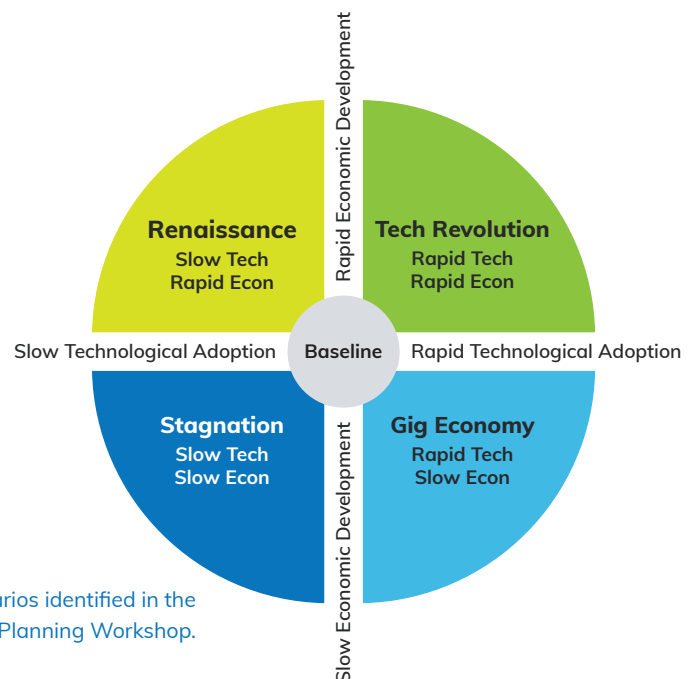 Rapid Economic Development
Renaissance
Slow Tech
Rapid Econ
Tech Revolution
Rapid Tech
Rapid Econ
Slow Technological Adoption
Baseline
Rapid Technological Adoption
Stagnation
Slow Tech
Slow Econ
Gig Economy
Rapid Tech
Slow Econ
Slow Economic Development
identified in the
Planning Workshop.